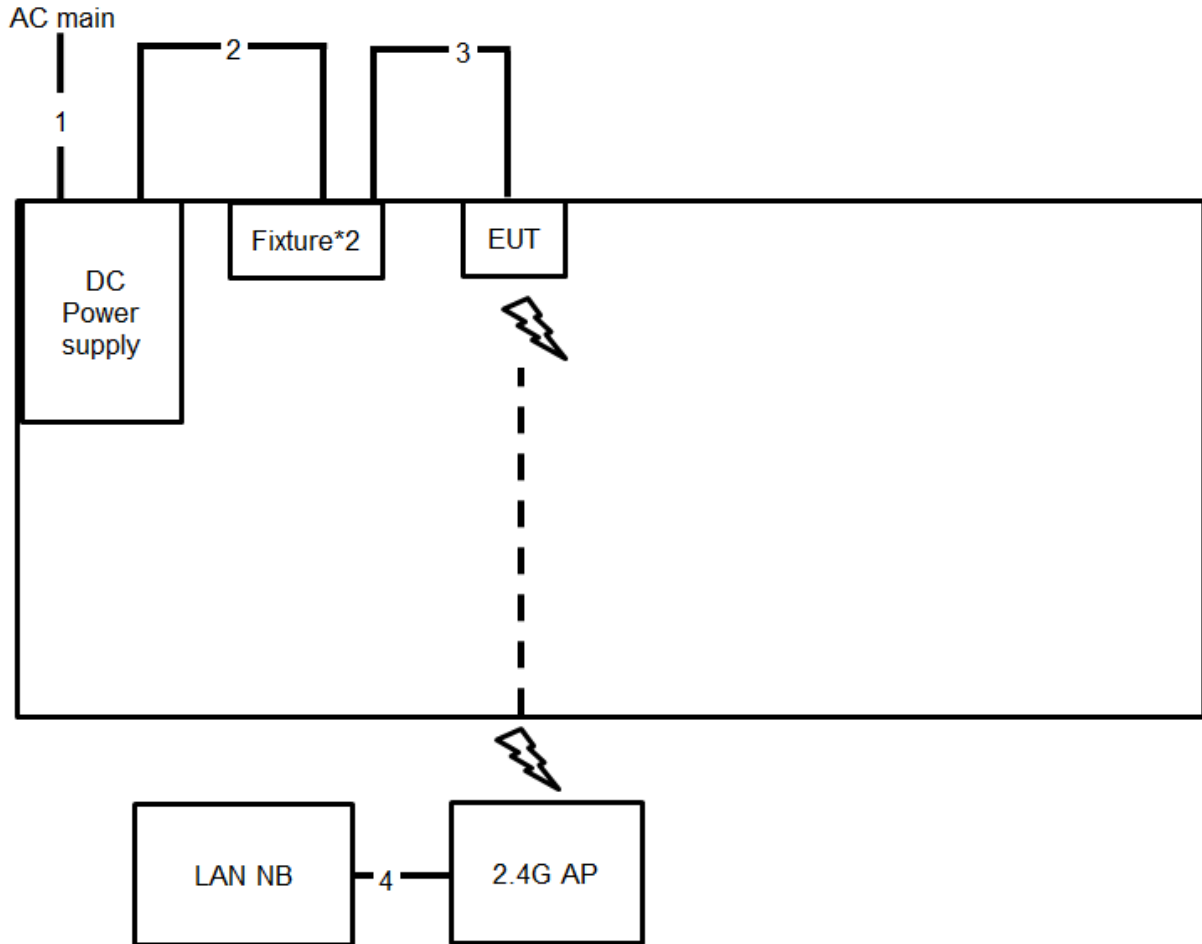 AC main
2
3
1
Fixture*2
EUT
DC
Power
supply
LAN NB
4
2.4G AP